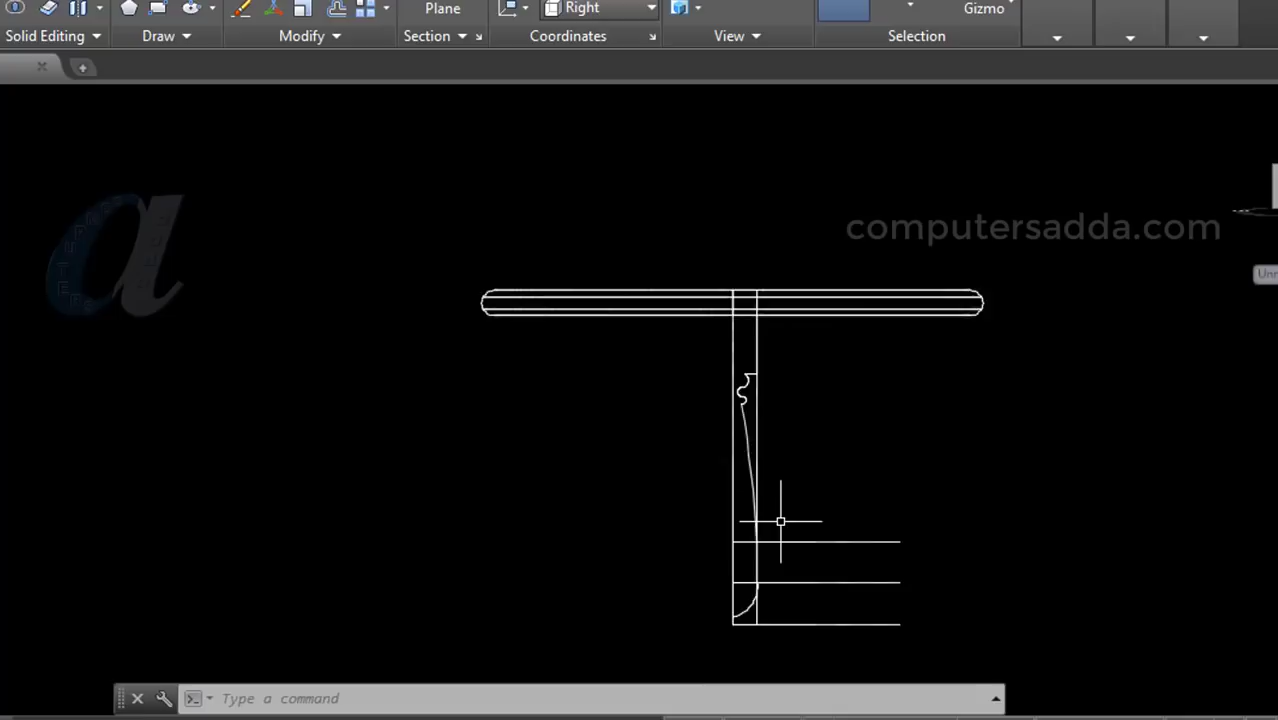 Plane
Right
Gizmo
Solid Editing
Draw
Modify
Section
Coordinates
View
Selection
computersadda.com
a
Type a command